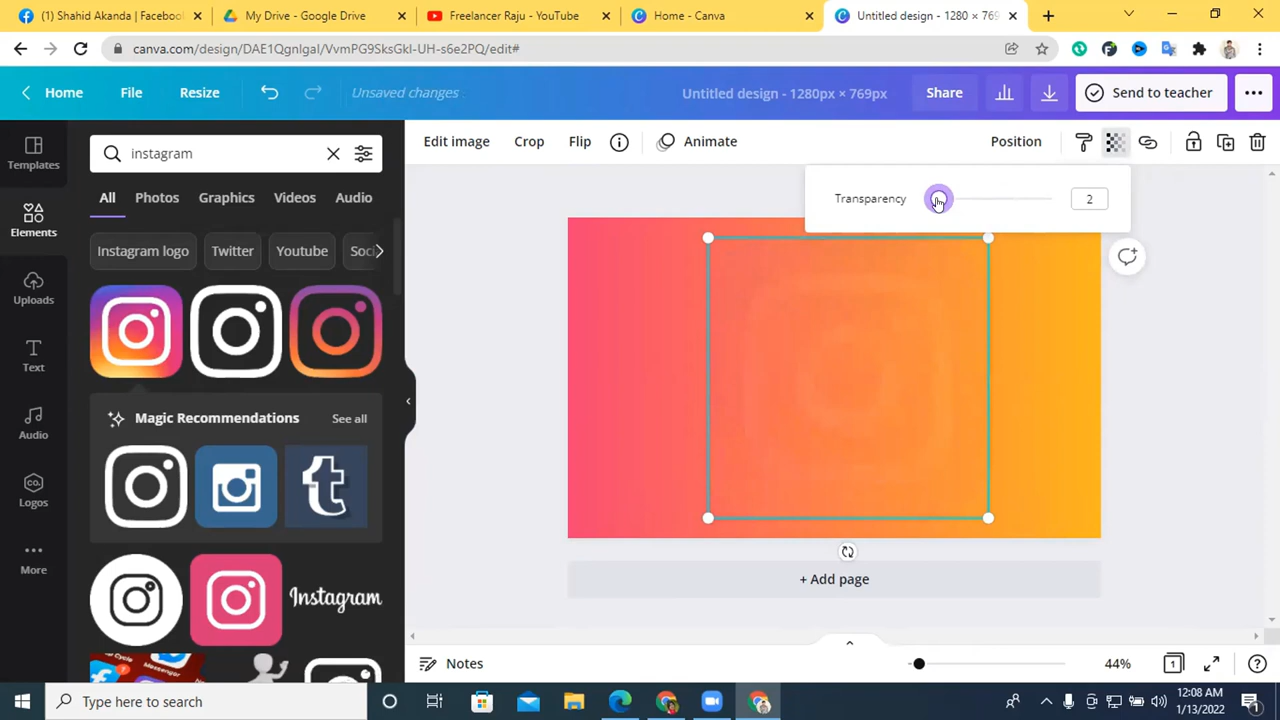 Shahid Akanda | Facebook
My Drive - Google Drive
Freelancer Raju - YouTube
Home - Canva
Untitled design - 1280 × 769
canva.com/design/DAE1QgnlgaI/VvmPG9SksGkI-UH-s6e2PQ/edit#
Home
File
Resize
Unsaved changes
Untitled design - 1280px × 769px
Share
Send to teacher
Templates
Elements
Uploads
Text
Audio
Logos
More
instagram
All
Photos
Graphics
Videos
Audio
Instagram logo
Twitter
Youtube
Magic Recommendations
See all
Instagram
Edit image
Crop
Flip
Animate
Position
Transparency
2
+ Add page
Notes
44%
1
Type here to search
12:08 AM
1/13/2022
1